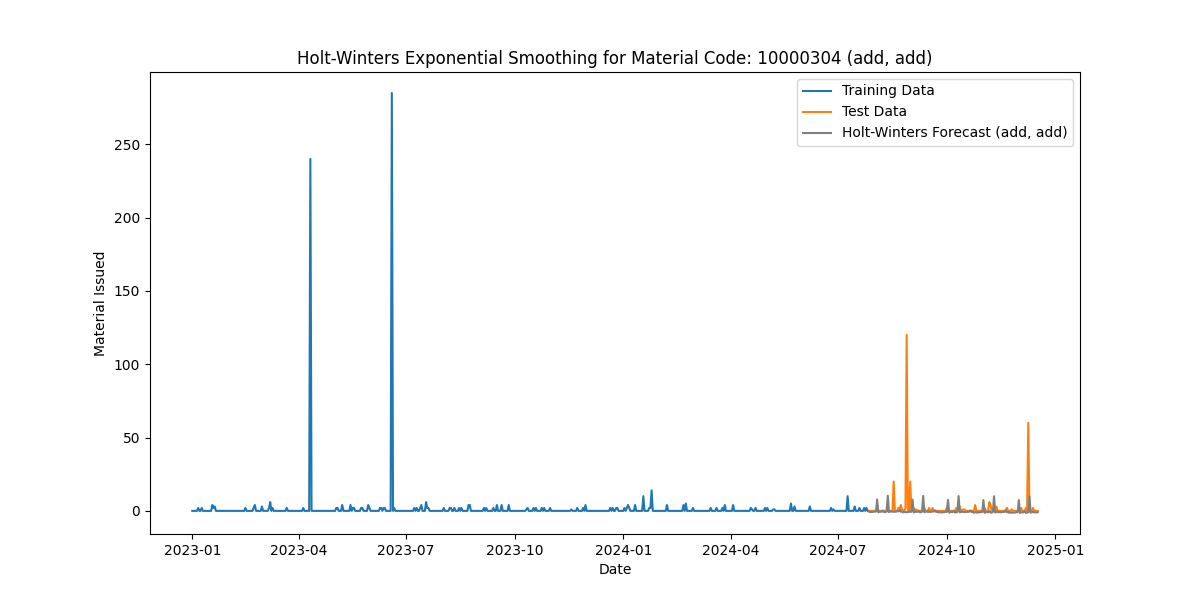 Holt-Winters Exponential Smoothing for Material Code: 10000304 (add, add)
Training Data
Test Data
Holt-Winters Forecast (add, add)
Material Issued
250
200
150
100
50
0
2023-01 2023-04 2023-07 2023-10 2024-01 2024-04 2024-07 2024-10 2025-01
Date